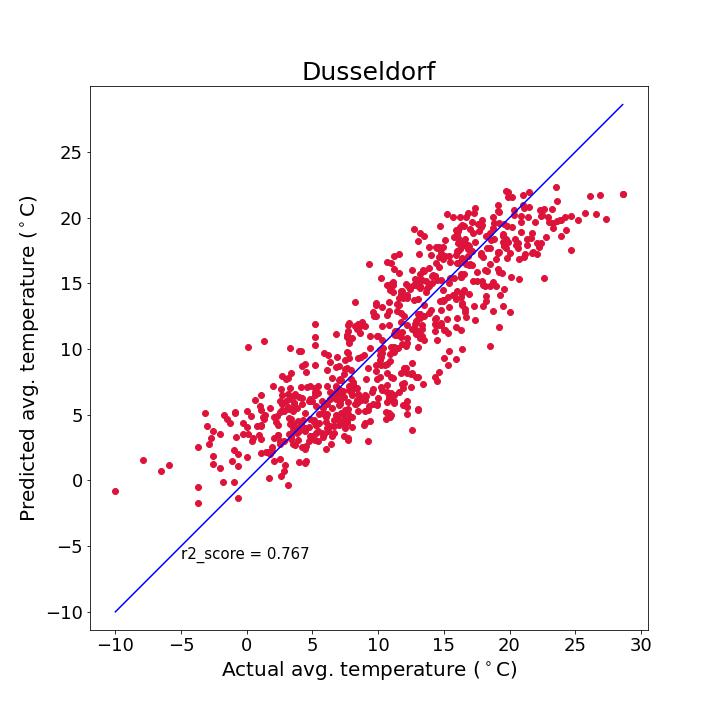 Dusseldorf
Predicted avg. temperature (°C)
25
20
15
10
5
0
−5
−10
r2_score = 0.767
−10 −5 0 5 10 15 20 25 30
Actual avg. temperature (°C)